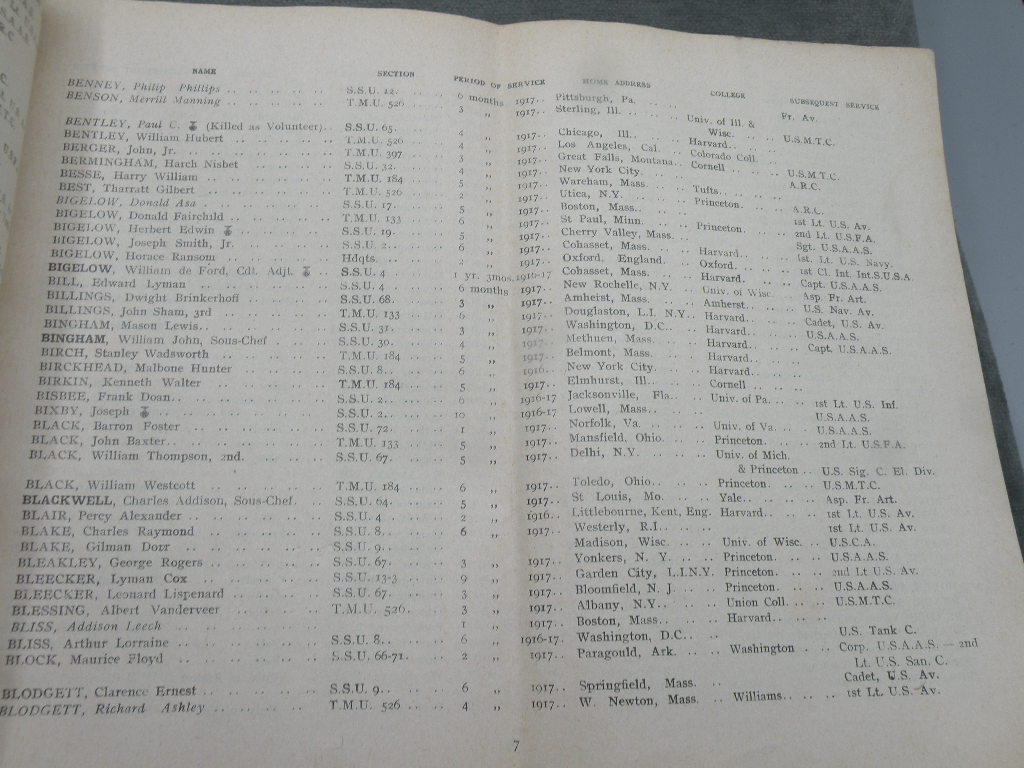 NAME SECTION PERIOD OF SERVICE HOME ADDRESS COLLEGE SUBSEQUENT SERVICE
BENNEY, Philip Phillips .. S.S.U. 12. 6 months 1917.. Pittsburgh, Pa. Fr. Av.
BENSON, Merrill Manning .. T.M.U. 526 3 „ 1917.. Sterling, Ill. Univ. of Ill. &
Wisc.
BENTLEY, Paul C. (Killed as Volunteer).. S.S.U. 65. 4 „ 1917.. Chicago, Ill. Harvard.. U.S.M.T.C.
BENTLEY, William Hubert .. T.M.U. 526 4 „ 1917.. Los Angeles, Cal. Colorado Coll.
BERGER, John, Jr. .. T.M.U. 397 3 „ 1917.. Great Falls, Montana.. Cornell .. U.S.M.T.C.
BERMINGHAM, Harch Nisbet .. S.S.U. 32. 4 „ 1917.. New York City. A.R.C.
BESSE, Harry William .. T.M.U. 184 5 „ 1917.. Wareham, Mass. Tufts..
BEST, Tharratt Gilbert .. T.M.U. 526 2 „ 1917.. Utica, N.Y. Princeton. A.R.C.
BIGELOW, Donald Asa .. S.S.U. 17. 5 „ 1917.. Boston, Mass..
BIGELOW, Donald Fairchild .. T.M.U. 133 6 „ 1917.. St Paul, Minn. Princeton. 1st Lt. U.S. Av.
BIGELOW, Herbert Edwin .. S.S.U. 19. 5 „ 1917.. Cherry Valley, Mass. 2nd Lt. U.S.F.A.
BIGELOW, Joseph Smith, Jr. .. S.S.U. 2.. 6 „ 1917.. Cohasset, Mass. Harvard.. Sgt. U.S.A.A.S.
BIGELOW, Horace Ransom .. Hdqts. 2 „ 1917.. Oxford, England. Oxford.. 1st. Lt. U.S. Navy.
BIGELOW, William de Ford, Cdt. Adjt. .. S.S.U. 4 1 yr. 3mos. 1916-17 Cohasset, Mass. Harvard. 1st Cl. Int. Int.S.U.S.A.
BILL, Edward Lyman .. S.S.U. 4 6 months 1917.. New Rochelle, N.Y. Univ. of Wisc. Capt. U.S.A.A.S.
BILLINGS, Dwight Brinkerhoff .. S.S.U. 68. 3 „ 1917.. Amherst, Mass. Amherst.. Asp. Fr. Art.
BILLINGS, John Sham, 3rd .. T.M.U. 133 6 „ 1917.. Douglaston, L.I. N.Y.. Harvard.. U.S. Nav. Av.
BINGHAM, Mason Lewis.. S.S.U. 31. 3 „ 1917.. Washington, D.C.. Harvard.. Cadet, U.S. Av.
BINGHAM, William John, Sous-Chef . S.S.U. 30. 4 „ 1917.. Methuen, Mass. Harvard.. U.S.A.A.S.
BIRCH, Stanley Wadsworth .. T.M.U. 184 5 „ 1917.. Belmont, Mass. Harvard.. Capt. U.S.A.A.S.
BIRCKHEAD, Malbone Hunter .. S.S.U. 8.. 6 „ 1916.. New York City. Harvard..
BIRKIN, Kenneth Walter .. T.M.U. 184 5 „ 1917.. Elmhurst, Ill.. Cornell ..
BISBEE, Frank Doan.. S.S.U. 2.. 6 „ 1916-17 Jacksonville, Fla.. Univ. of Pa. .. 1st Lt. U.S. Inf.
BIXBY, Joseph .. S.S.U. 2.. 10 „ 1916-17 Lowell, Mass.. U.S.A.A.S.
BLACK, Barron Foster .. S.S.U. 72. 1 „ 1917.. Norfolk, Va. Univ. of Va. .. U.S.A.A.S.
BLACK, John Baxter.. T.M.U. 133 5 „ 1917.. Mansfield, Ohio. Princeton. 2nd Lt. U.S.F.A.
BLACK, William Thompson, 2nd. S.S.U. 67. 5 „ 1917.. Delhi, N.Y. Univ. of Mich.
& Princeton .. U.S. Sig. C. El. Div.
BLACK, William Westcott .. T.M.U. 184 6 „ 1917.. Toledo, Ohio.. Princeton. U.S.M.T.C.
BLACKWELL, Charles Addison, Sous-Chef. S.S.U. 64. 5 „ 1917.. St Louis, Mo. Yale.. Asp. Fr. Art.
BLAIR, Percy Alexander .. S.S.U. 4 2 „ 1916.. Littlebourne, Kent, Eng. Harvard.. 1st Lt. U.S. Av.
BLAKE, Charles Raymond .. S.S.U. 8.. 6 „ 1917.. Westerly, R.I.. 1st Lt. U.S. Av.
BLAKE, Gilman Dorr .. S.S.U. 9.. Madison, Wisc. Univ. of Wisc. .. U.S.C.A.
BLEAKLEY, George Rogers .. S.S.U. 67. 3 „ 1917.. Yonkers, N. Y. Princeton. U.S.A.A.S.
BLEECKER, Lyman Cox .. S.S.U. 13-3 9 „ 1917.. Garden City, L.I.N.Y. Princeton. 2nd Lt U.S. Av.
BLEECKER, Leonard Lispenard .. S.S.U. 67. 3 „ 1917.. Bloomfield, N. J. Princeton. U.S.A.A.S.
BLESSING, Albert Vanderveer .. T.M.U. 526. 3 „ 1917.. Albany, N.Y.. Union Coll. U.S.M.T.C.
BLISS, Addison Leech .. 1 „ 1917.. Boston, Mass.. Harvard..
BLISS, Arthur Lorraine .. S.S.U. 8.. 6 „ 1916-17 Washington, D.C.. U.S. Tank C.
BLOCK, Maurice Floyd .. S.S.U. 66-71. 2 „ 1917.. Paragould, Ark. Washington . Corp. U.S.A.A.S. — 2nd
Lt. U.S. San. C.
BLODGETT, Clarence Ernest .. S.S.U. 9.. 6 „ 1917.. Springfield, Mass. Cadet, U.S. Av.
BLODGETT, Richard Ashley .. T.M.U. 526 4 „ 1917.. W. Newton, Mass. Williams.. 1st Lt. U.S. Av.
7